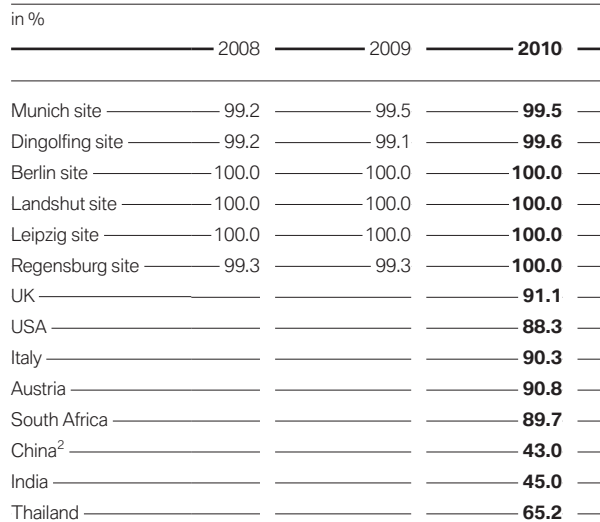 in %
2008 2009 2010
Munich site 99.2 99.5 99.5
Dingolfing site 99.2 99.1 99.6
Berlin site 100.0 100.0 100.0
Landshut site 100.0 100.0 100.0
Leipzig site 100.0 100.0 100.0
Regensburg site 99.3 99.3 100.0
UK 91.1
USA 88.3
Italy 90.3
Austria 90.8
South Africa 89.7
China² 43.0
India 45.0
Thailand 65.2